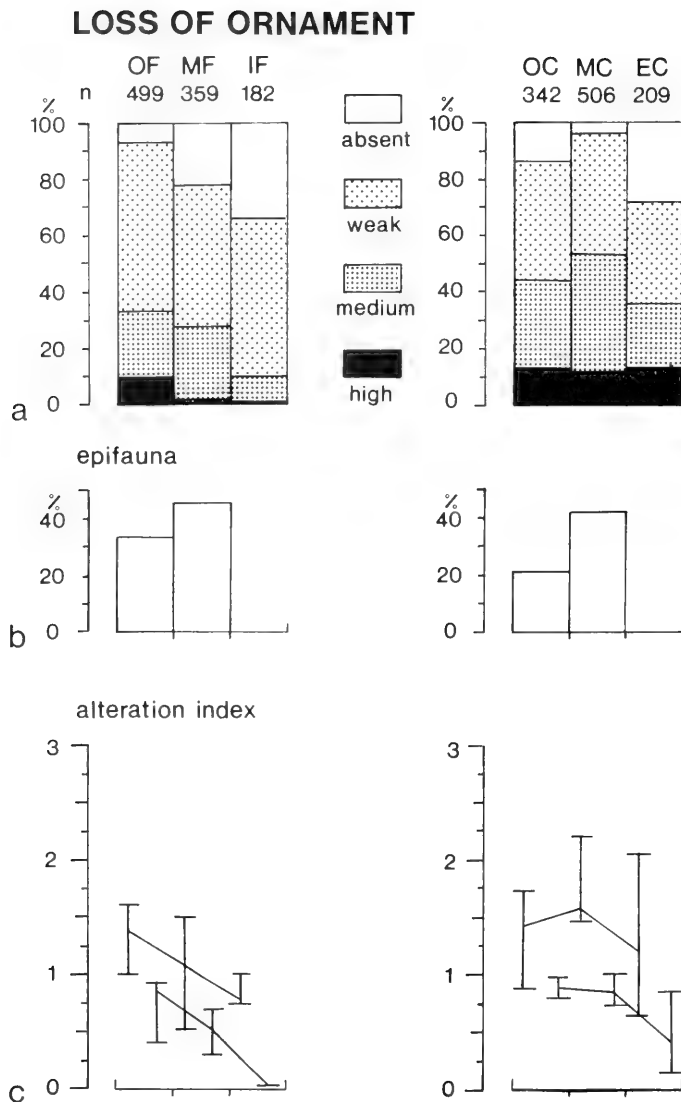 LOSS OF ORNAMENT
OF MF IF
n 499 359 182
OC MC EC
342 506 209
%
100
80
60
40
20
0
absent
weak
medium
high
%
100
80
60
40
20
0
a
epifauna
%
40
20
0
%
40
20
0
b
alteration index
3
2
1
0
3
2
1
0
c